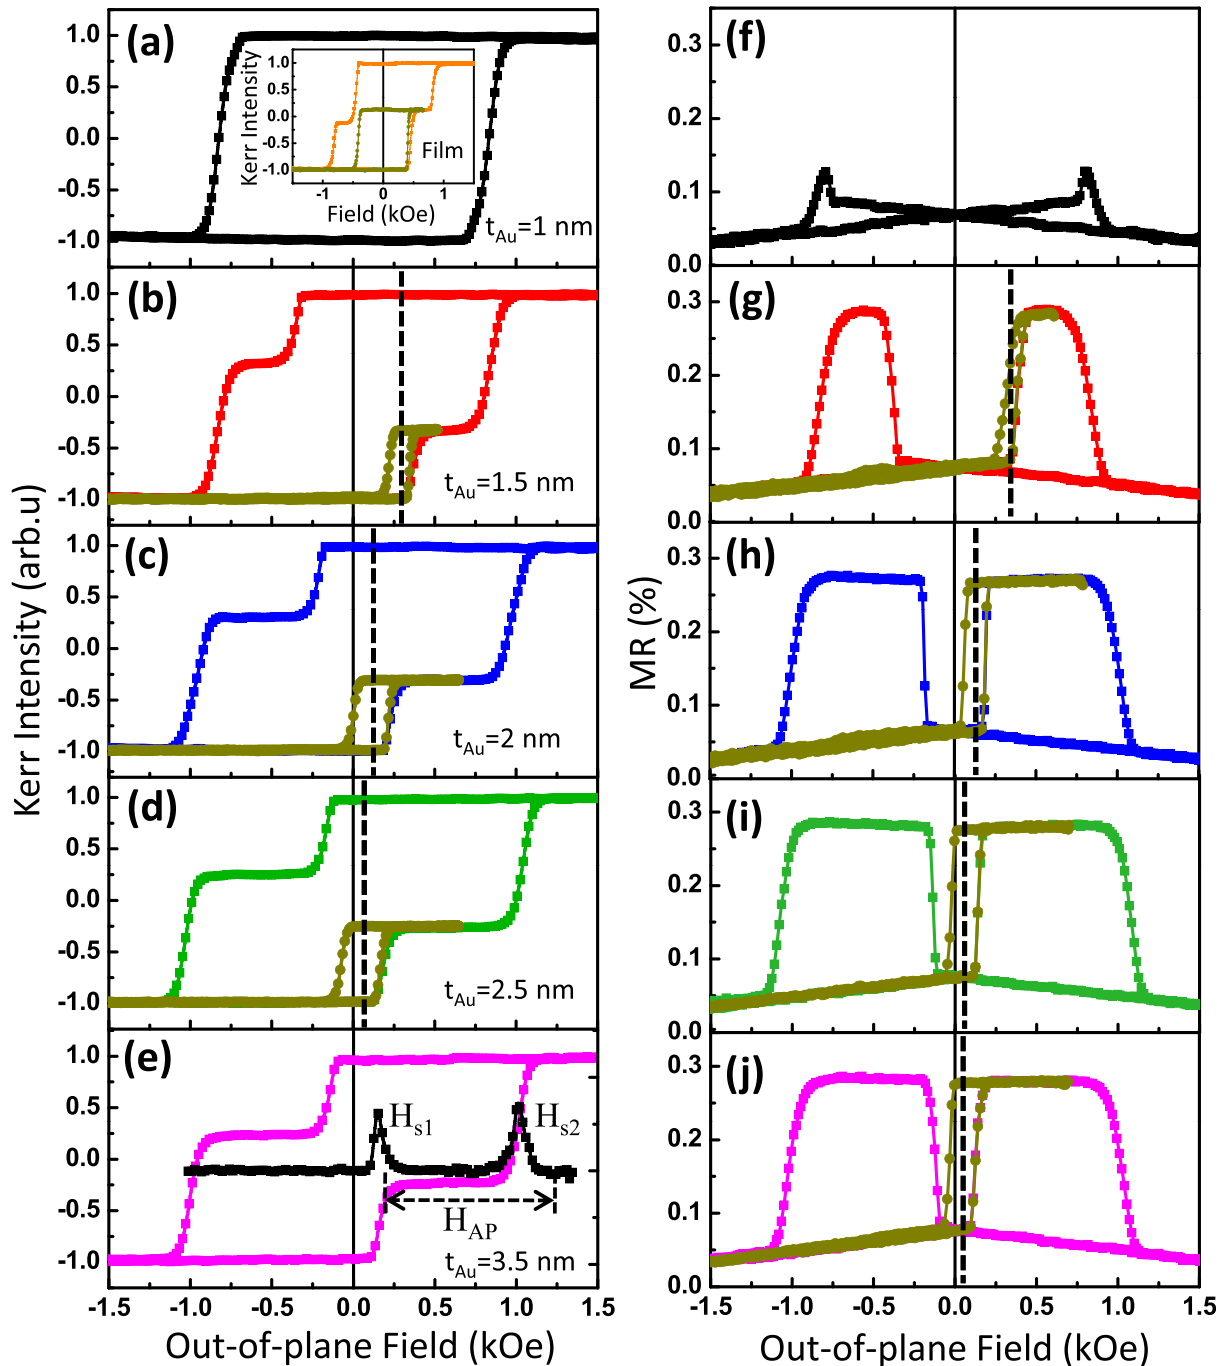 (a)
1.0
0.5
0.0
-0.5
-1.0
Kerr Intensity
1.0
0.5
0.0
-0.5
-1.0
Film
-1
0
1
Field (kOe)
t_Au=1 nm
(b)
1.0
0.5
0.0
-0.5
-1.0
t_Au=1.5 nm
(c)
1.0
0.5
0.0
-0.5
-1.0
t_Au=2 nm
(d)
1.0
0.5
0.0
-0.5
-1.0
t_Au=2.5 nm
(e)
1.0
0.5
0.0
-0.5
-1.0
H_s1
H_s2
H_AP
t_Au=3.5 nm
Kerr Intensity (arb.u)
-1.5 -1.0 -0.5 0.0 0.5 1.0 1.5
Out-of-plane Field (kOe)
(f)
0.3
0.2
0.1
0.0
(g)
0.3
0.2
0.1
0.0
(h)
0.3
0.2
0.1
0.0
(i)
0.3
0.2
0.1
0.0
(j)
0.3
0.2
0.1
0.0
MR (%)
-1.5 -1.0 -0.5 0.0 0.5 1.0 1.5
Out-of-plane Field (kOe)